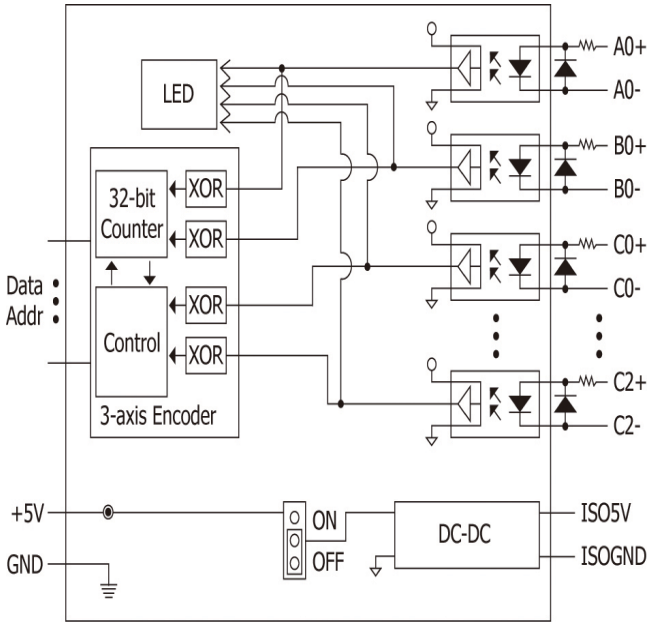 A0+
LED
A0-
B0+
XOR
B0-
32-bit
Counter
XOR
C0+
Data
Addr
C0-
XOR
Control
XOR
C2+
3-axis Encoder
C2-
+5V
ON
DC-DC
ISO5V
OFF
GND
ISOGND